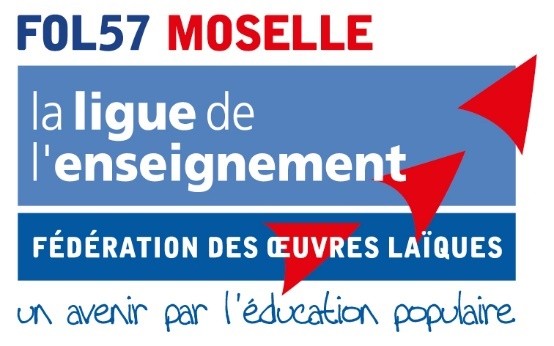 FOL57 MOSELLE
la ligue de
l'enseignement
FÉDÉRATION DES ŒUVRES LAÏQUES
un avenir par l'éducation populaire